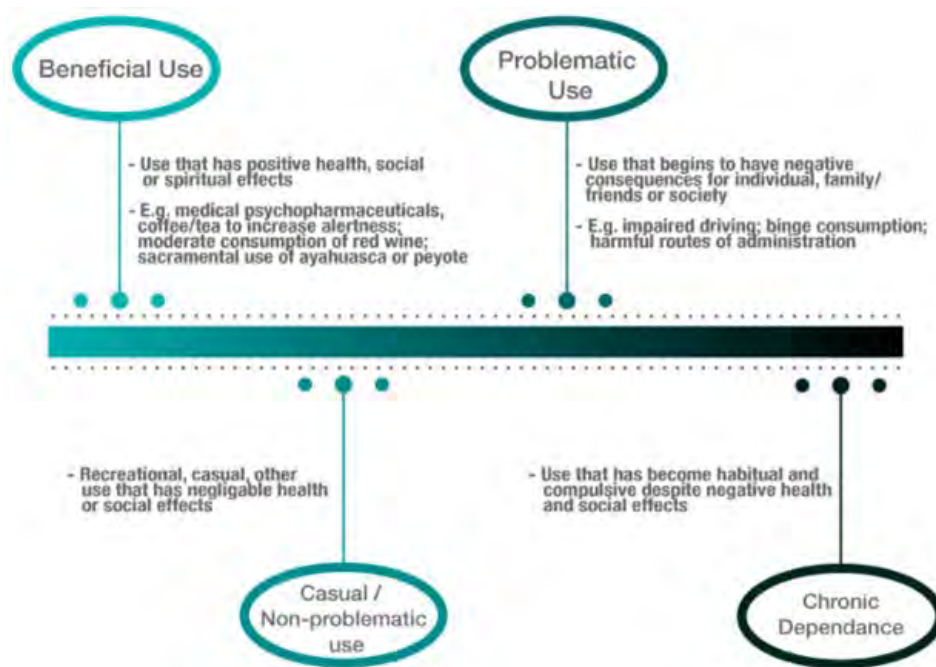 Beneficial Use
- Use that has positive health, social
or spiritual effects
- E.g. medical psychopharmaceuticals,
coffee/tea to increase alertness;
moderate consumption of red wine;
sacramental use of ayahuasca or peyote
Problematic
Use
- Use that begins to have negative
consequences for individual, family/
friends or society
- E.g. impaired driving; binge consumption;
harmful routes of administration
- Recreational, casual, other
use that has negligable health
or social effects
Casual /
Non-problematic
use
- Use that has become habitual and
compulsive despite negative health
and social effects
Chronic
Dependance